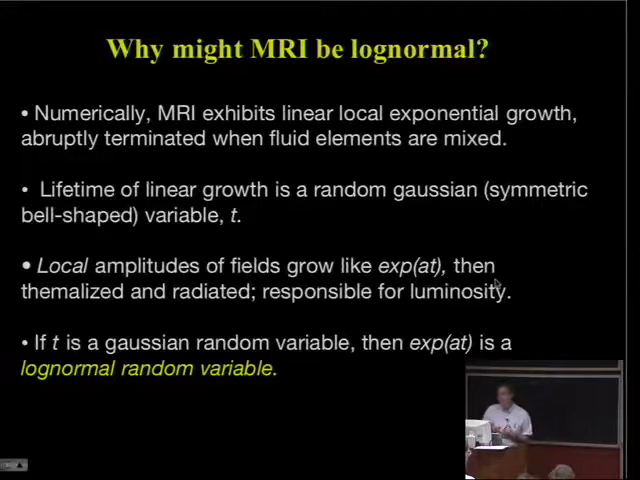 Why might MRI be lognormal?
• Numerically, MRI exhibits linear local exponential growth,
abruptly terminated when fluid elements are mixed.
• Lifetime of linear growth is a random gaussian (symmetric
bell-shaped) variable, t.
• Local amplitudes of fields grow like exp(at), then
themalized and radiated; responsible for luminosity.
• If t is a gaussian random variable, then exp(at) is a
lognormal random variable.